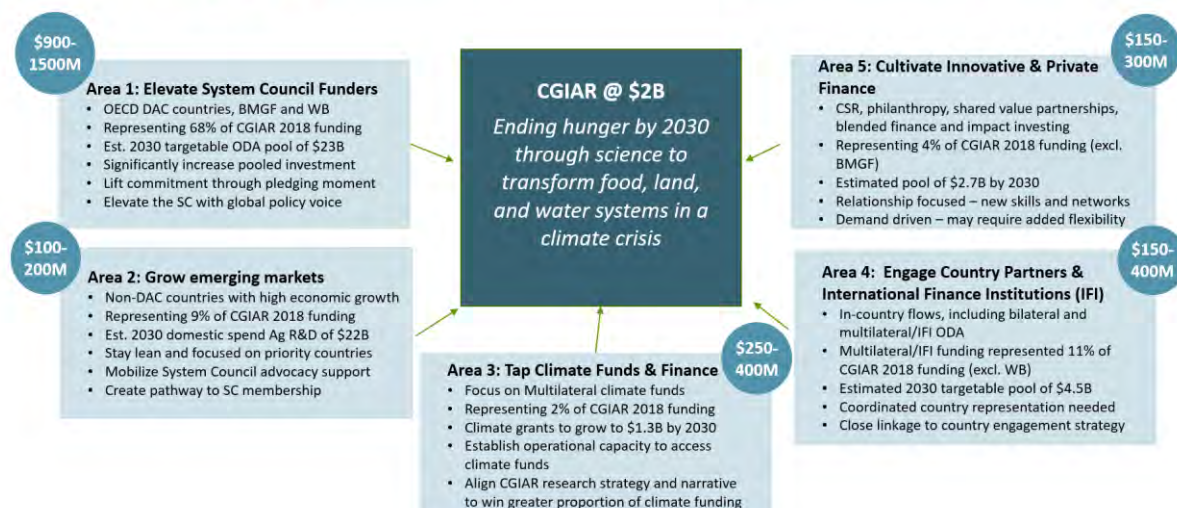 $900-
1500M
Area 1: Elevate System Council Funders
• OECD DAC countries, BMGF and WB
• Representing 68% of CGIAR 2018 funding
• Est. 2030 targetable ODA pool of $23B
• Significantly increase pooled investment
• Lift commitment through pledging moment
• Elevate the SC with global policy voice
$100-
200M
Area 2: Grow emerging markets
• Non-DAC countries with high economic growth
• Representing 9% of CGIAR 2018 funding
• Est. 2030 domestic spend Ag R&D of $22B
• Stay lean and focused on priority countries
• Mobilize System Council advocacy support
• Create pathway to SC membership
CGIAR @ $2B
Ending hunger by 2030
through science to
transform food, land,
and water systems in a
climate crisis
$250-
400M
Area 3: Tap Climate Funds & Finance
• Focus on Multilateral climate funds
• Representing 2% of CGIAR 2018 funding
• Climate grants to grow to $1.3B by 2030
• Establish operational capacity to access
climate funds
• Align CGIAR research strategy and narrative
to win greater proportion of climate funding
$150-
300M
Area 5: Cultivate Innovative & Private
Finance
• CSR, philanthropy, shared value partnerships,
blended finance and impact investing
• Representing 4% of CGIAR 2018 funding (excl.
BMGF)
• Estimated pool of $2.7B by 2030
• Relationship focused – new skills and networks
• Demand driven – may require added flexibility
$150-
400M
Area 4: Engage Country Partners &
International Finance Institutions (IFI)
• In-country flows, including bilateral and
multilateral/IFI ODA
• Multilateral/IFI funding represented 11% of
CGIAR 2018 funding (excl. WB)
• Estimated 2030 targetable pool of $4.5B
• Coordinated country representation needed
• Close linkage to country engagement strategy